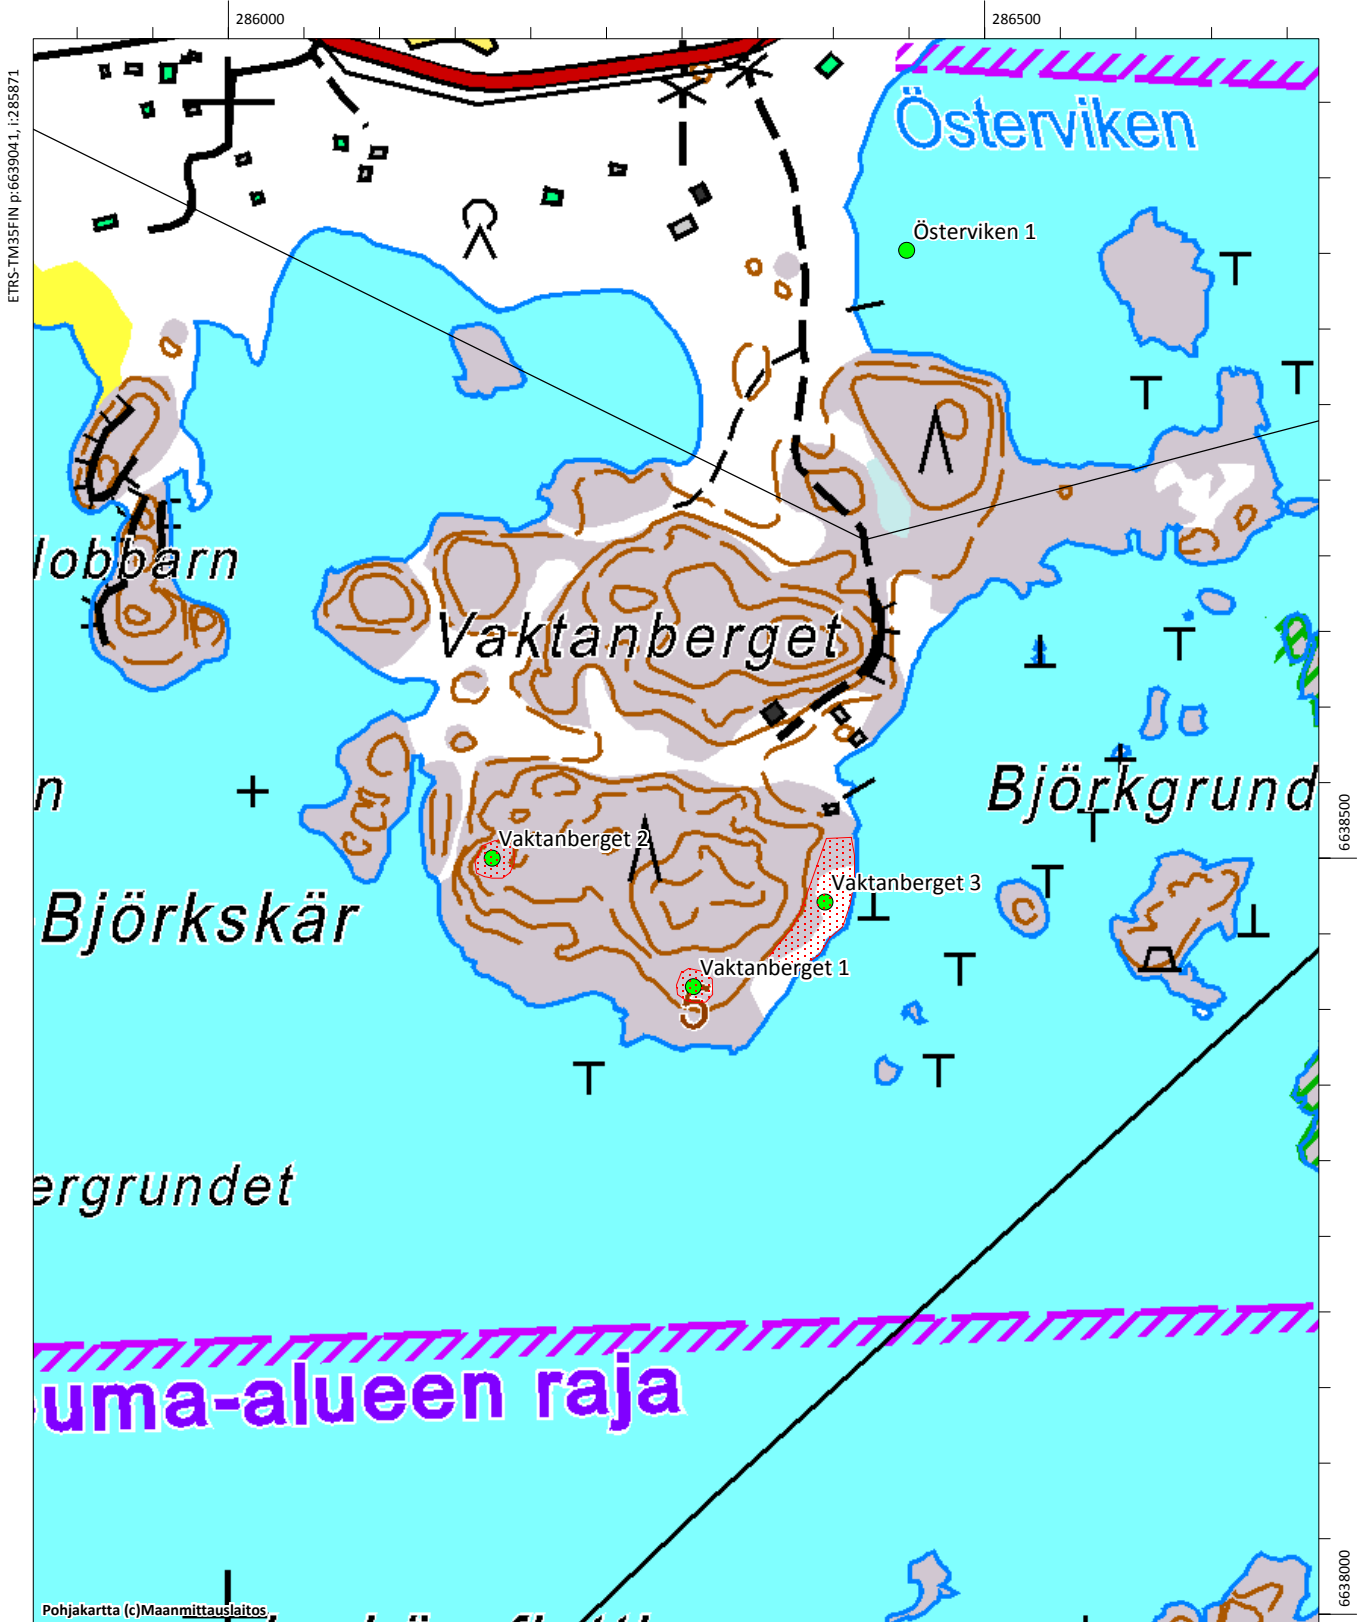 286000
286500
ETRS-TM35FIN p:6639041, i:285871
Österviken
Österviken 1
lobbarn
Vaktanberget
n
Björkgrund
6638500
Vaktanberget 2
Vaktanberget 3
Björkskär
Vaktanberget 1
5
ergrundet
uma-alueen raja
6638000
Pohjakartta (c)Maanmittauslaitos